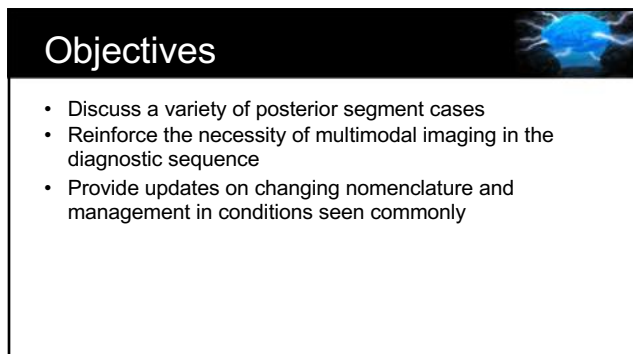 Objectives
• Discuss a variety of posterior segment cases
• Reinforce the necessity of multimodal imaging in the
diagnostic sequence
• Provide updates on changing nomenclature and
management in conditions seen commonly